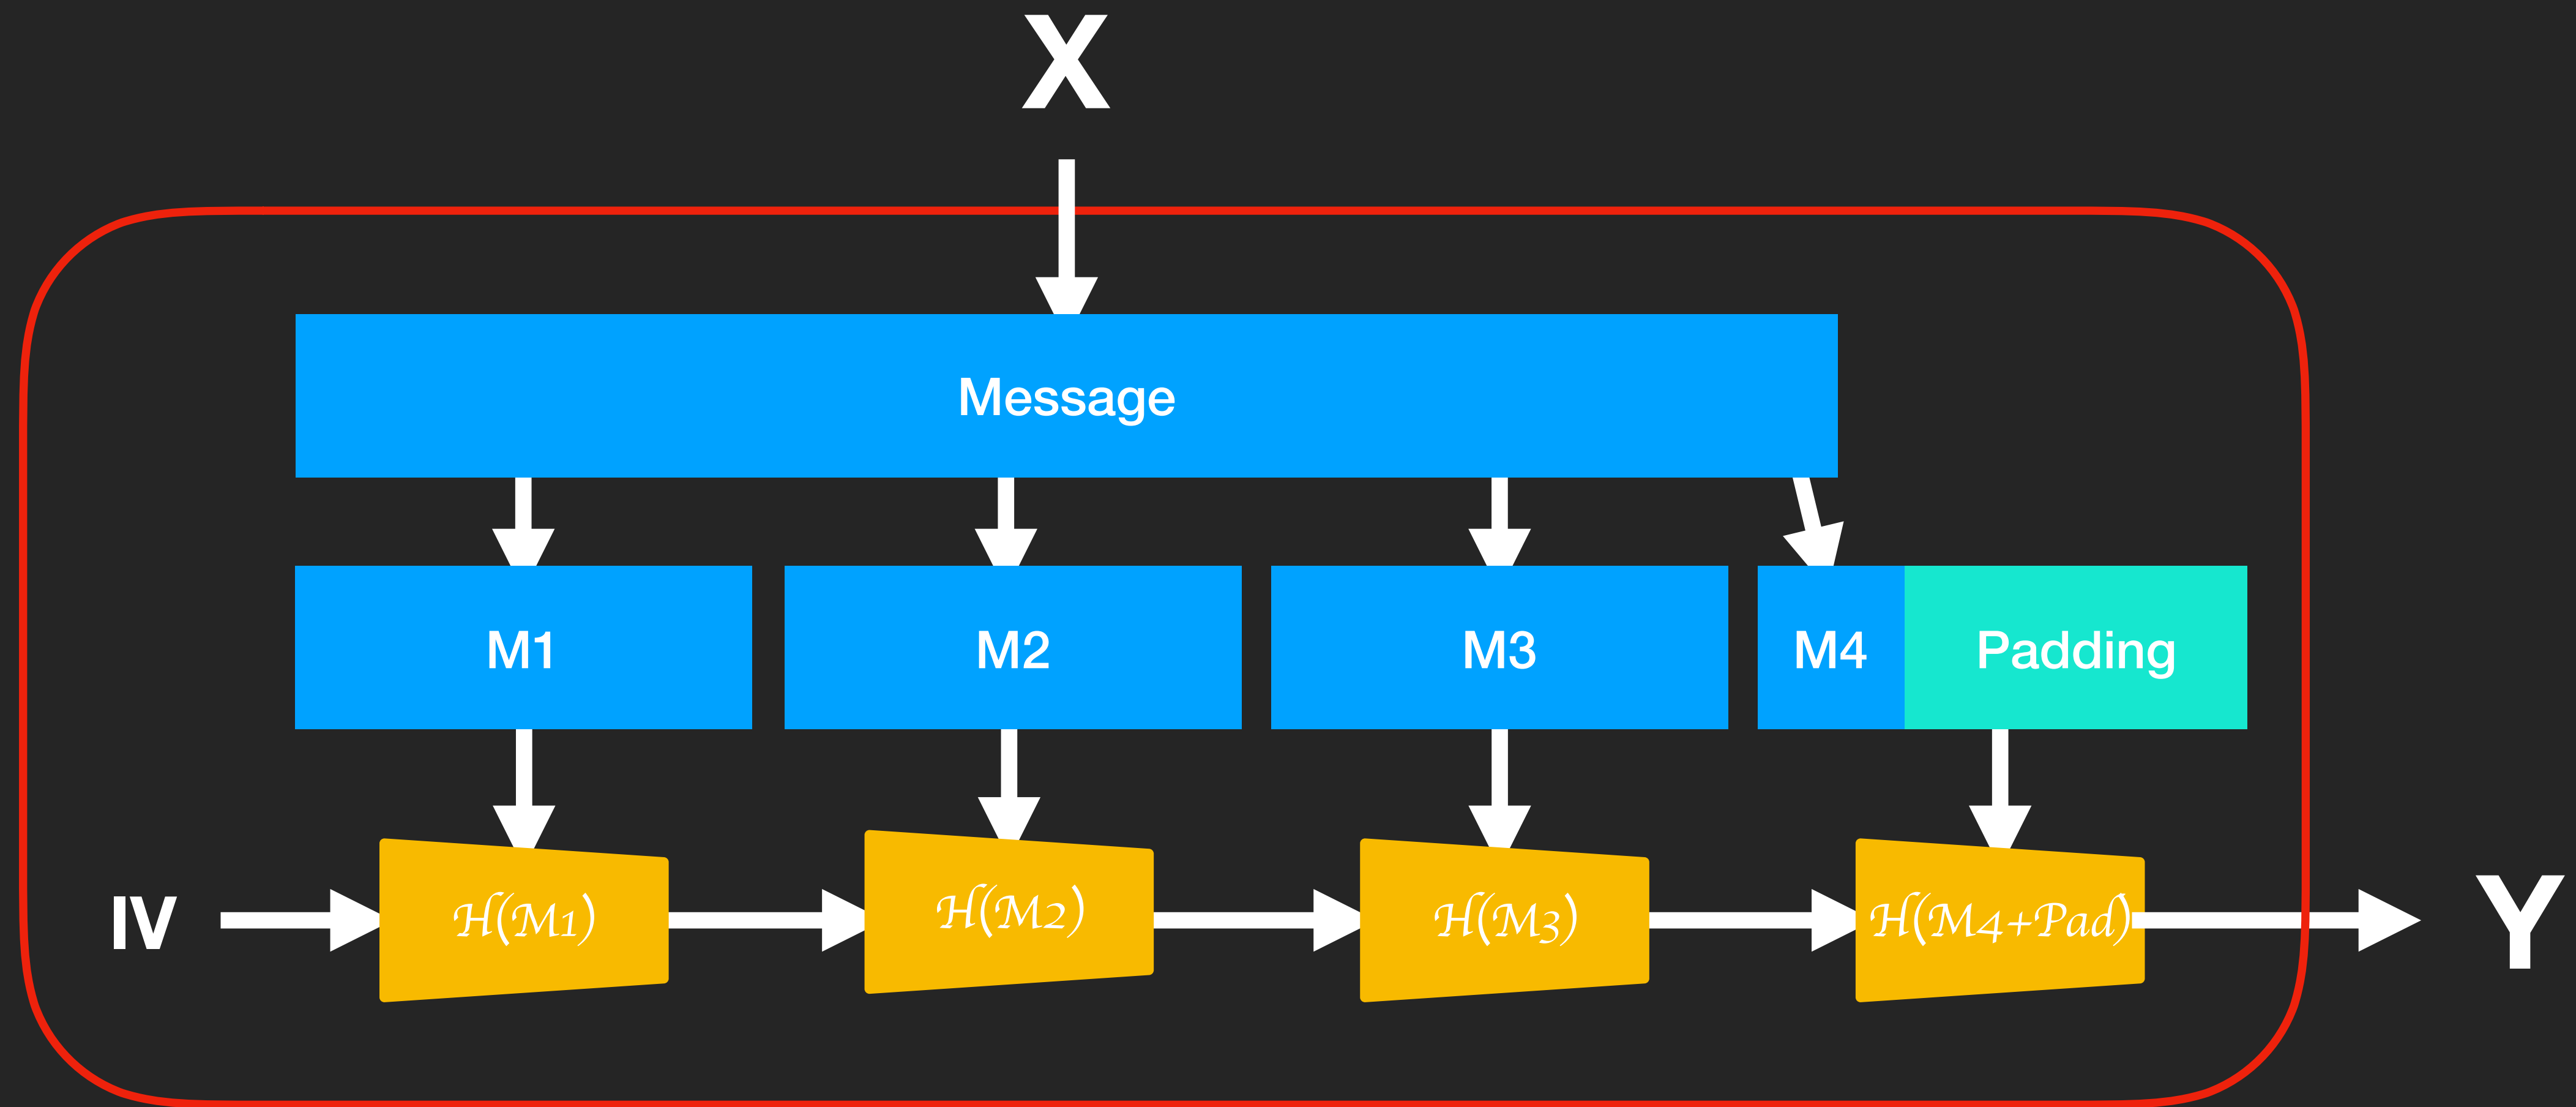 X
Message
M1
M2
M3
M4
Padding
IV
H(M1)
H(M2)
H(M3)
H(M4+Pad)
Y